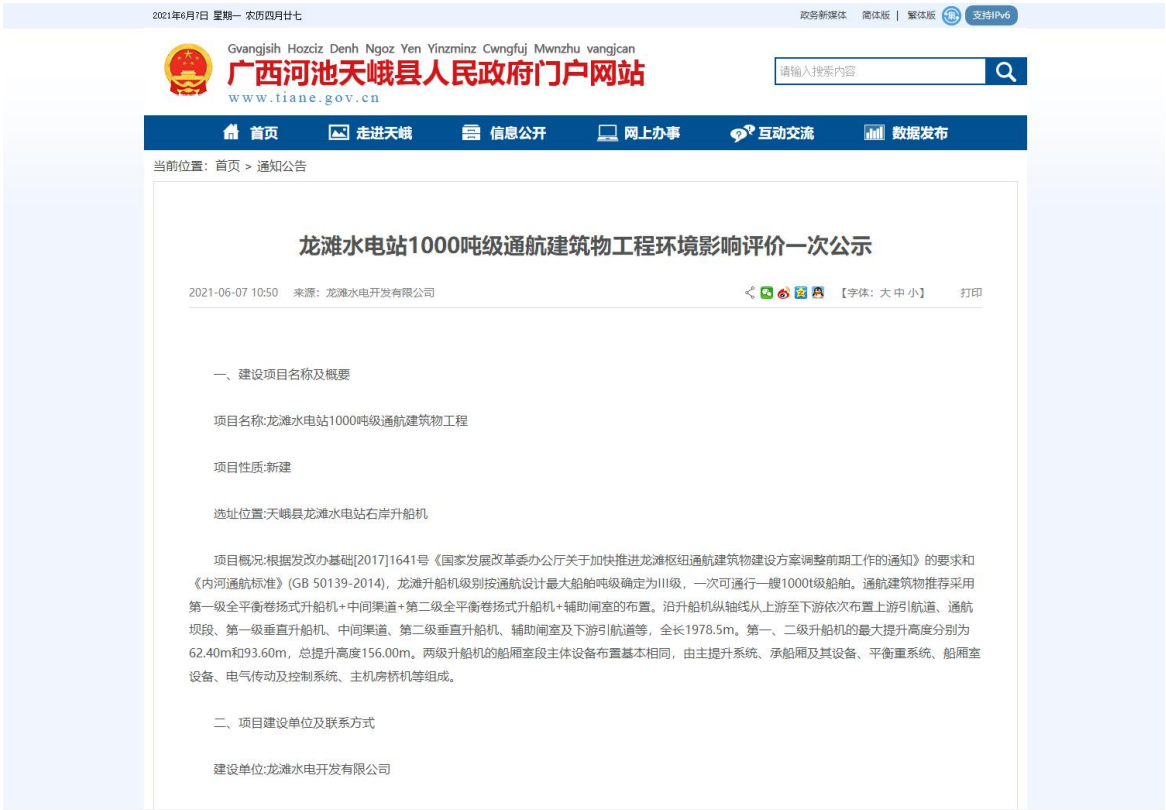 2021年6月7日 星期一 农历四月廿七
政务新媒体 简体版 | 繁体版 支持IPv6
Gvangjsih Hozciz Denh Ngoz Yen Yinzminz Cwngfuj Mwnzhu vangjcan
广西河池天峨县人民政府门户网站
www.tiane.gov.cn
请输入搜索内容
首页 走进天峨 信息公开 网上办事 互动交流 数据发布
当前位置：首页 > 通知公告
龙滩水电站1000吨级通航建筑物工程环境影响评价一次公示
2021-06-07 10:50 来源：龙滩水电开发有限公司
【字体：大 中 小】 打印
一、建设项目名称及概要
项目名称:龙滩水电站1000吨级通航建筑物工程
项目性质:新建
选址位置:天峨县龙滩水电站右岸升船机
项目概况:根据发改办基础[2017]1641号《国家发展改革委办公厅关于加快推进龙滩枢纽通航建筑物建设方案调整前期工作的通知》的要求和
《内河通航标准》(GB 50139-2014)，龙滩升船机级别按通航设计最大船舶吨级确定为III级，一次可通行一艘1000t级船舶。通航建筑物推荐采用
第一级全平衡卷扬式升船机+中间渠道+第二级全平衡卷扬式升船机+辅助闸室的布置。沿升船机纵轴线从上游至下游依次布置上游引航道、通航
坝段、第一级垂直升船机、中间渠道、第二级垂直升船机、辅助闸室及下游引航道等，全长1978.5m。第一、二级升船机的最大提升高度分别为
62.40m和93.60m，总提升高度156.00m。两级升船机的船厢室段主体设备布置基本相同，由主提升系统、承船厢及其设备、平衡重系统、船厢室
设备、电气传动及控制系统、主机房桥机等组成。
二、项目建设单位及联系方式
建设单位:龙滩水电开发有限公司